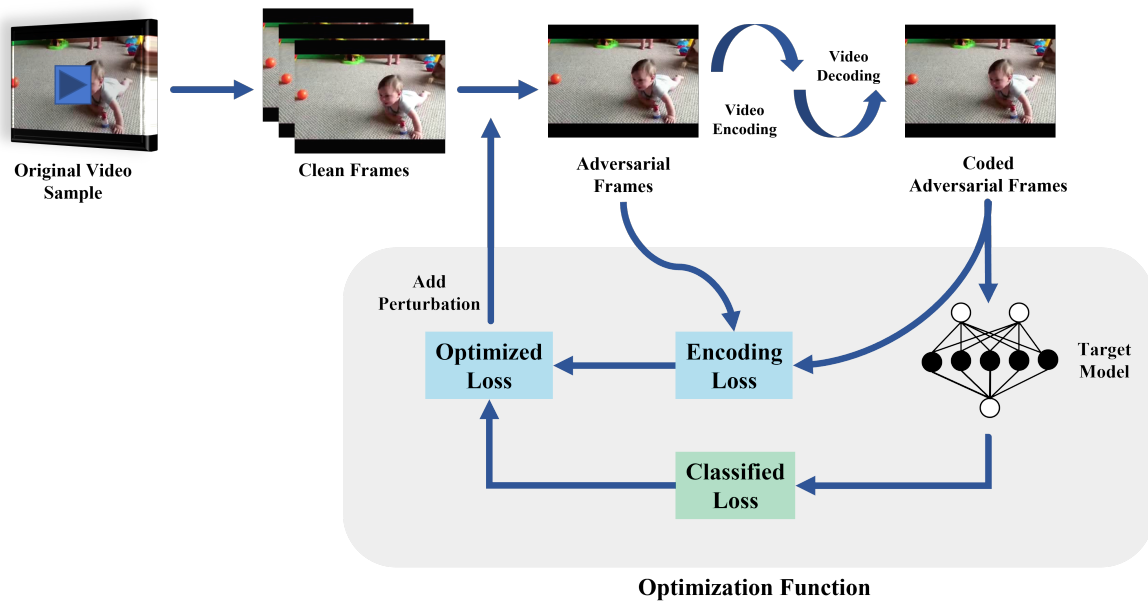 Original Video
Sample
Clean Frames
Adversarial
Frames
Video
Encoding
Video
Decoding
Coded
Adversarial Frames
Add
Perturbation
Optimized
Loss
Encoding
Loss
Target
Model
Classified
Loss
Optimization Function